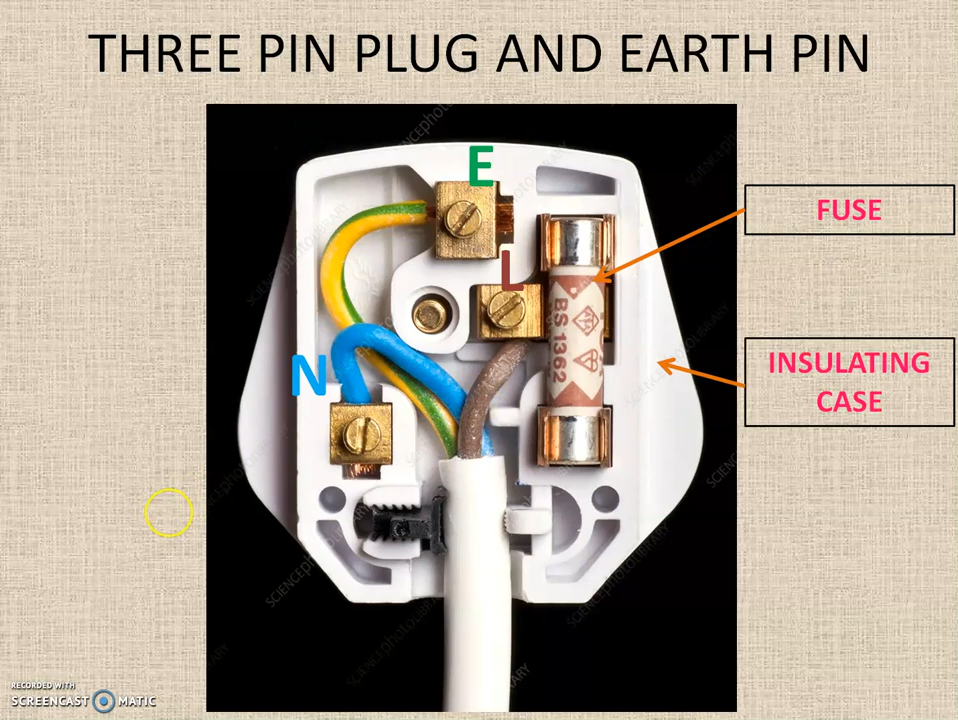 THREE PIN PLUG AND EARTH PIN
E
FUSE
L
BS 1362
N
INSULATING
CASE
RECORDED WITH
SCREENCAST MATIC